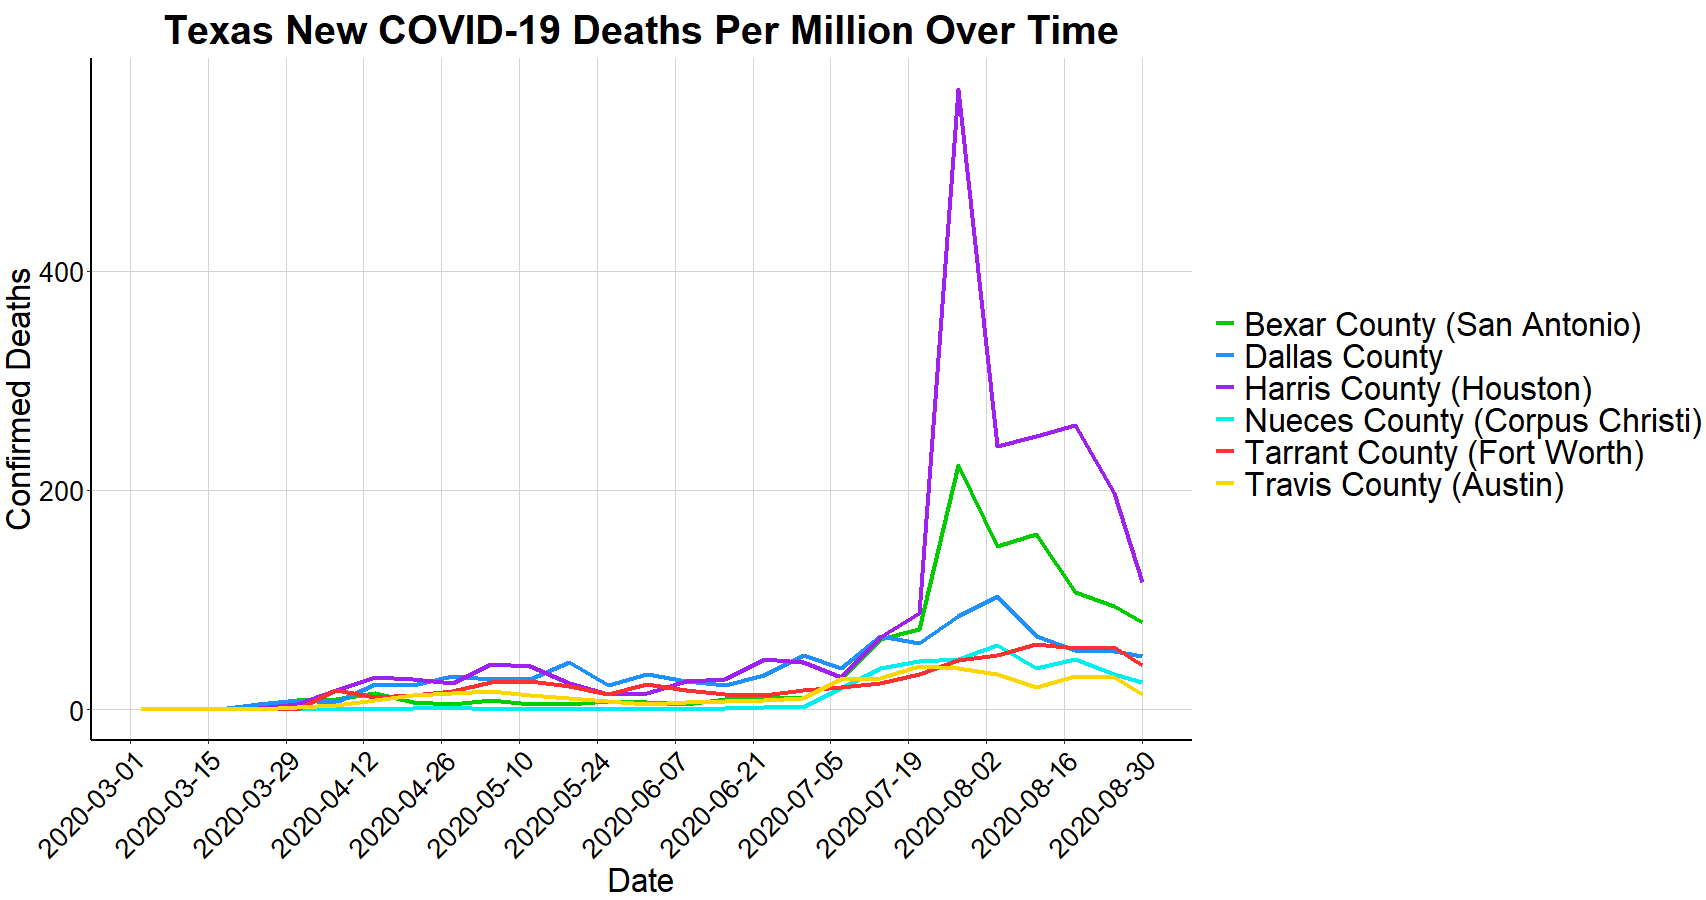 Texas New COVID-19 Deaths Per Million Over Time
Confirmed Deaths
400
200
0
2020-03-01
2020-03-15
2020-03-29
2020-04-12
2020-04-26
2020-05-10
2020-05-24
2020-06-07
2020-06-21
2020-07-05
2020-07-19
2020-08-02
2020-08-16
2020-08-30
Date
Bexar County (San Antonio)
Dallas County
Harris County (Houston)
Nueces County (Corpus Christi)
Tarrant County (Fort Worth)
Travis County (Austin)